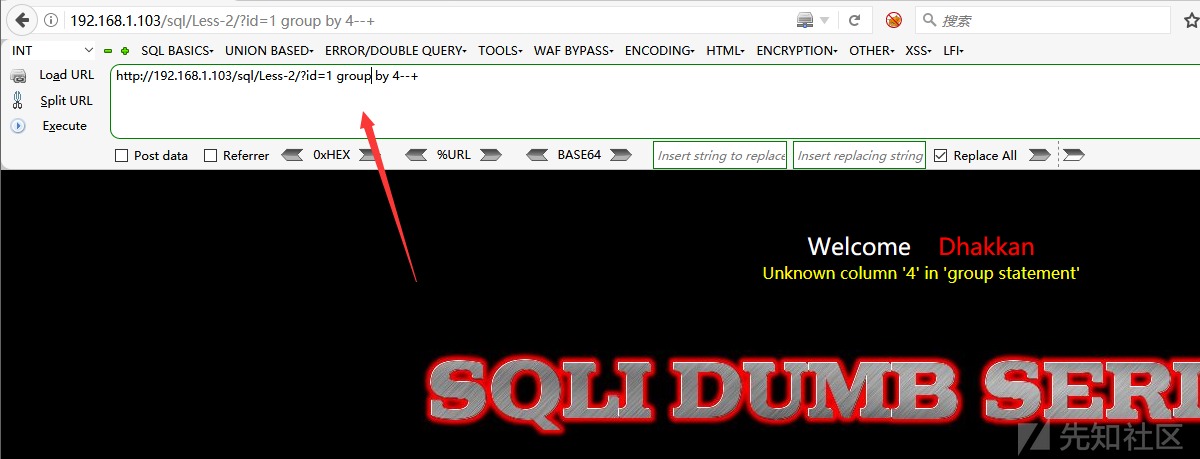 192.168.1.103/sql/Less-2/?id=1 group by 4--+
搜索
INT SQL BASICS▾ UNION BASED▾ ERROR/DOUBLE QUERY▾ TOOLS▾ WAF BYPASS▾ ENCODING▾ HTML▾ ENCRYPTION▾ OTHER▾ XSS▾ LFI▾
Load URL
http://192.168.1.103/sql/Less-2/?id=1 group by 4--+
Split URL
Execute
Post data Referrer 0xHEX %URL BASE64 Insert string to replace Insert replacing string Replace All
Welcome Dhakkan
Unknown column '4' in 'group statement'
SQLI DUMB SERI
先知社区